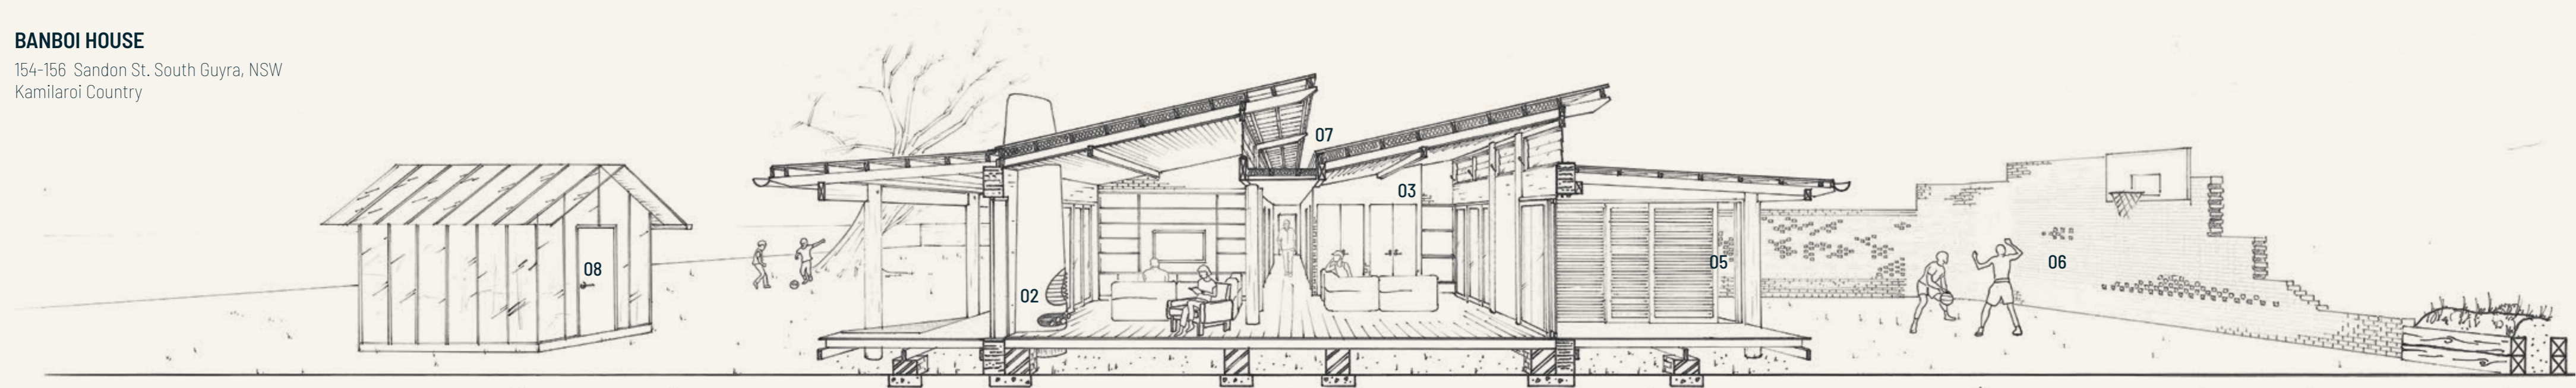 BANBOI HOUSE
154-156 Sandon St. South Guyra, NSW
Kamilaroi Country
07
03
05
06
08
02